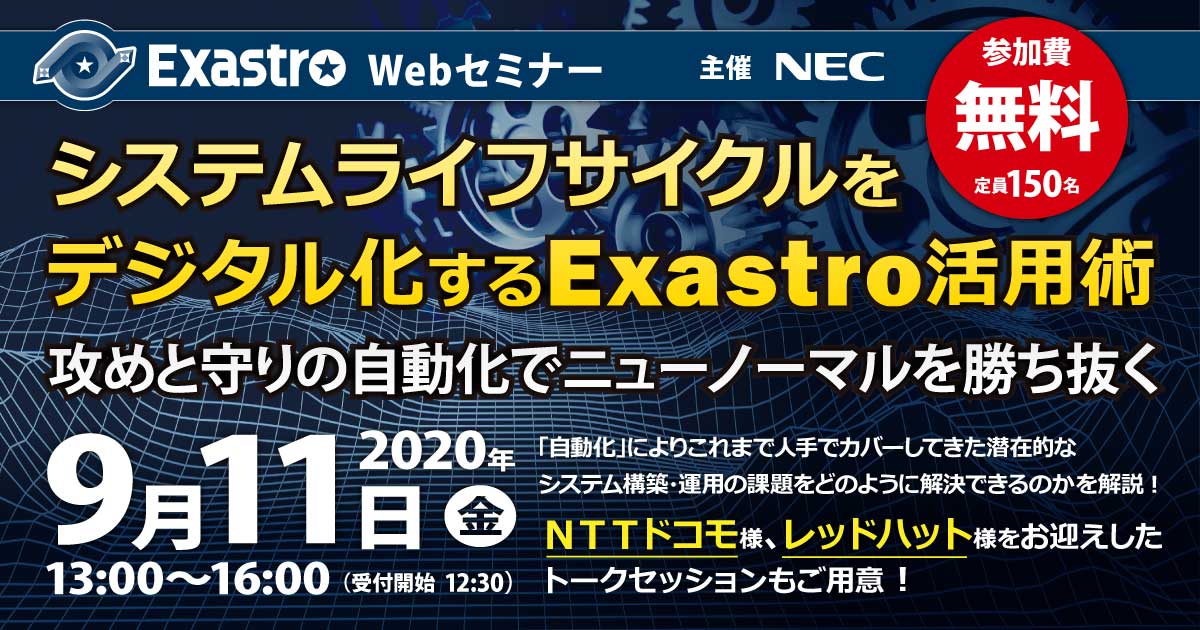 Exastro Webセミナー 主催 NEC
参加費
無料
定員150名
システムライフサイクルを
デジタル化するExastro活用術
攻めと守りの自動化でニューノーマルを勝ち抜く
2020年
9月11日 金
13:00〜16:00 (受付開始 12:30)
「自動化」によりこれまで人手でカバーしてきた潜在的な
システム構築・運用の課題をどのように解決できるのかを解説！
NTTドコモ様、レッドハット様をお迎えした
トークセッションもご用意！